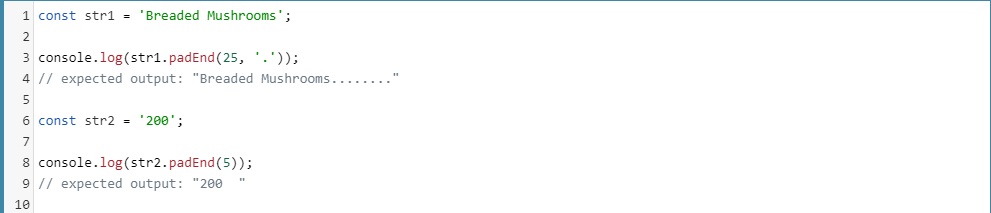 1 const str1 = 'Breaded Mushrooms';
2
3 console.log(str1.padEnd(25, '.'));
4 // expected output: "Breaded Mushrooms........"
5
6 const str2 = '200';
7
8 console.log(str2.padEnd(5));
9 // expected output: "200  "
10